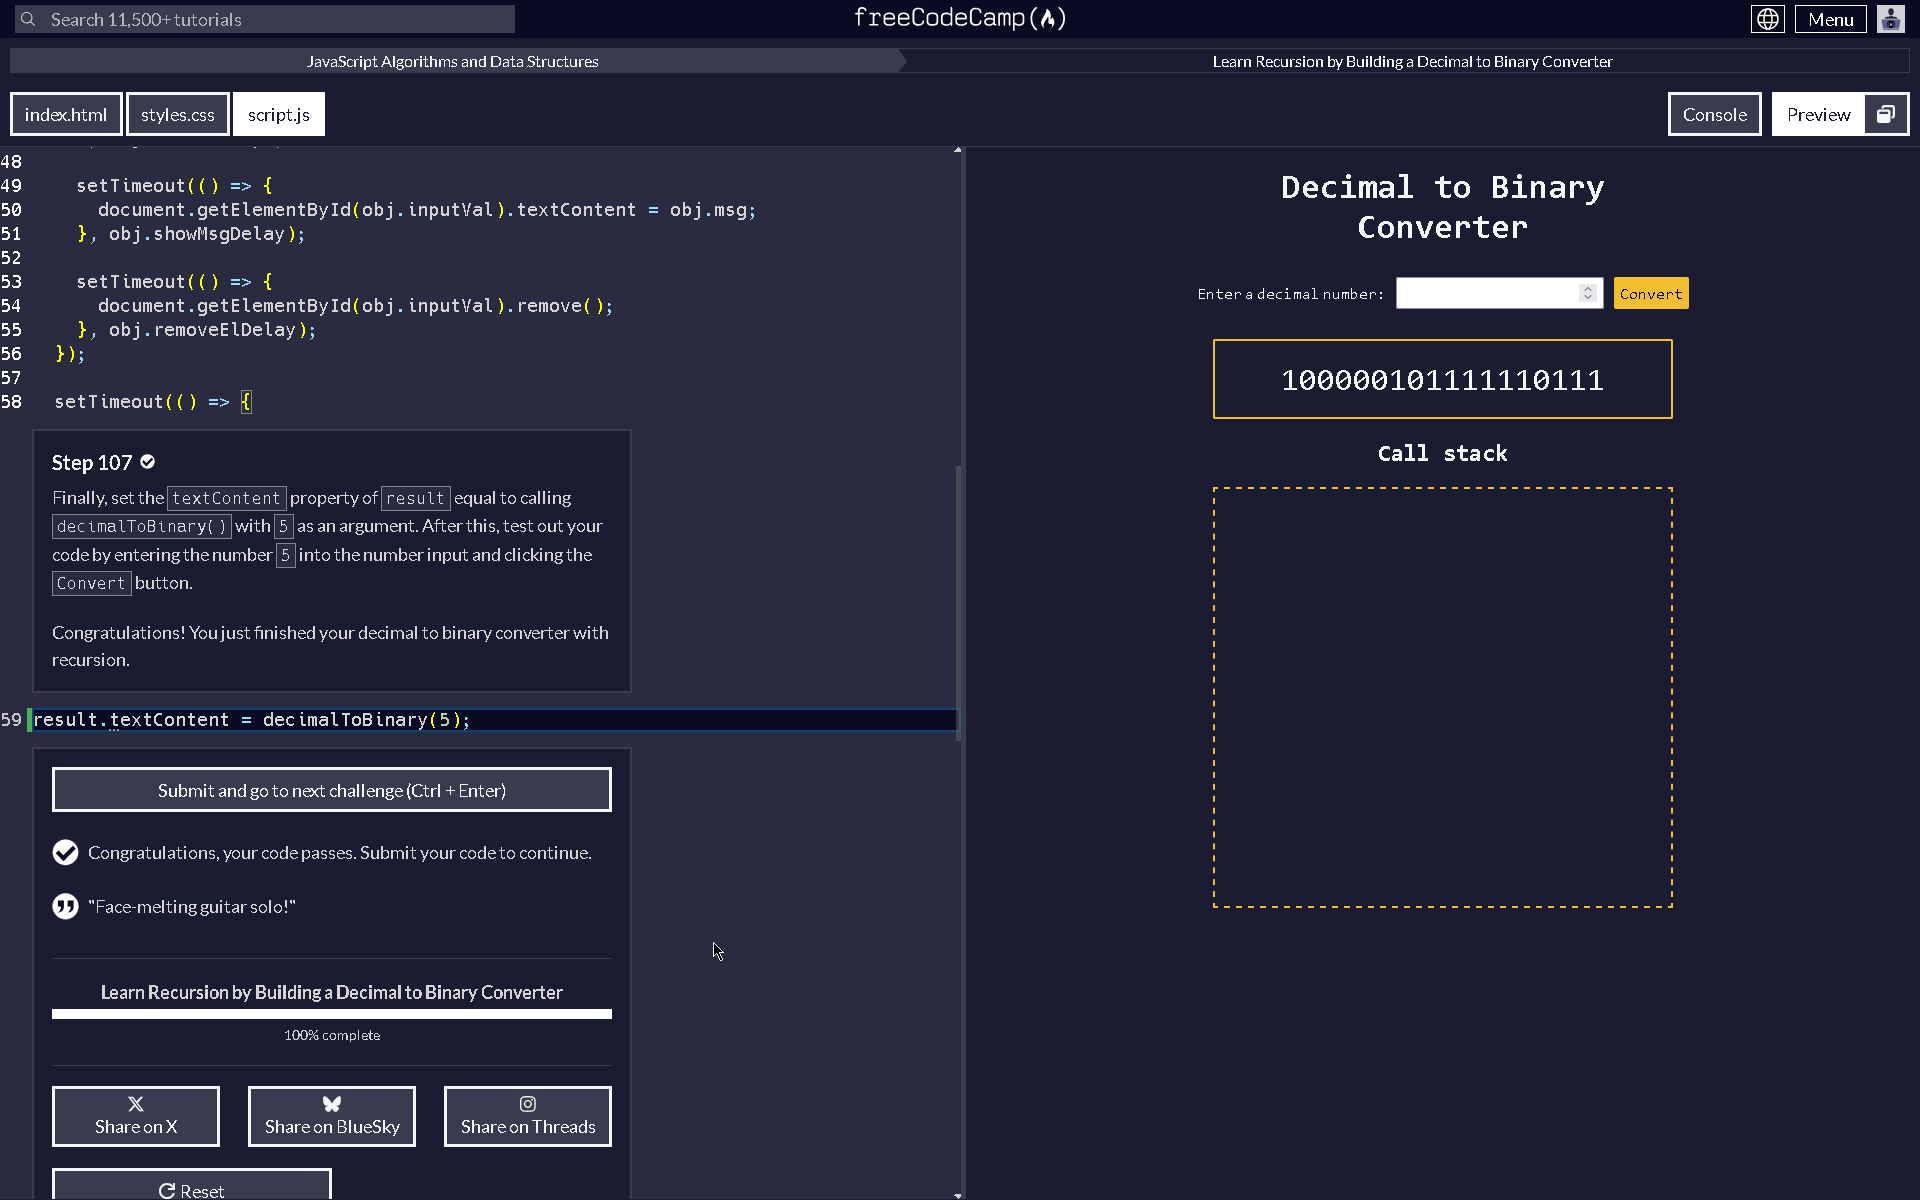 Search 11,500+ tutorials
freeCodeCamp
Menu
JavaScript Algorithms and Data Structures
Learn Recursion by Building a Decimal to Binary Converter
index.html
styles.css
script.js
Console
Preview
48
49 setTimeout(() => {
50 document.getElementById(obj.inputVal).textContent = obj.msg;
51 }, obj.showMsgDelay);
52
53 setTimeout(() => {
54 document.getElementById(obj.inputVal).remove();
55 }, obj.removeElDelay);
56 });
57
58 setTimeout(() => {
Step 107
Finally, set the textContent property of result equal to calling
decimalToBinary() with 5 as an argument. After this, test out your
code by entering the number 5 into the number input and clicking the
Convert button.
Congratulations! You just finished your decimal to binary converter with
recursion.
59 result.textContent = decimalToBinary(5);
Submit and go to next challenge (Ctrl + Enter)
Congratulations, your code passes. Submit your code to continue.
"Face-melting guitar solo!"
Learn Recursion by Building a Decimal to Binary Converter
100% complete
Share on X
Share on BlueSky
Share on Threads
Reset
Decimal to Binary
Converter
Enter a decimal number:
Convert
100000101111110111
Call stack